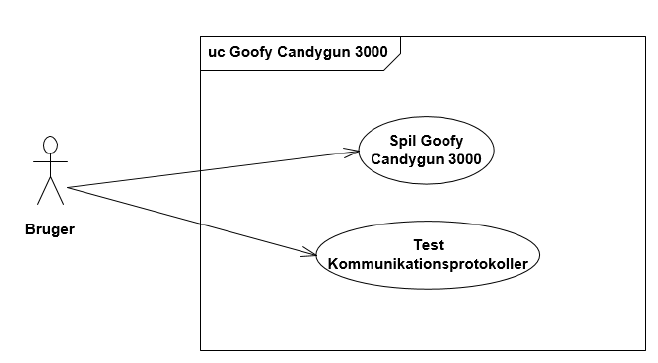 uc Goofy Candygun 3000
Spil Goofy
Candygun 3000
Bruger
Test
Kommunikationsprotokoller